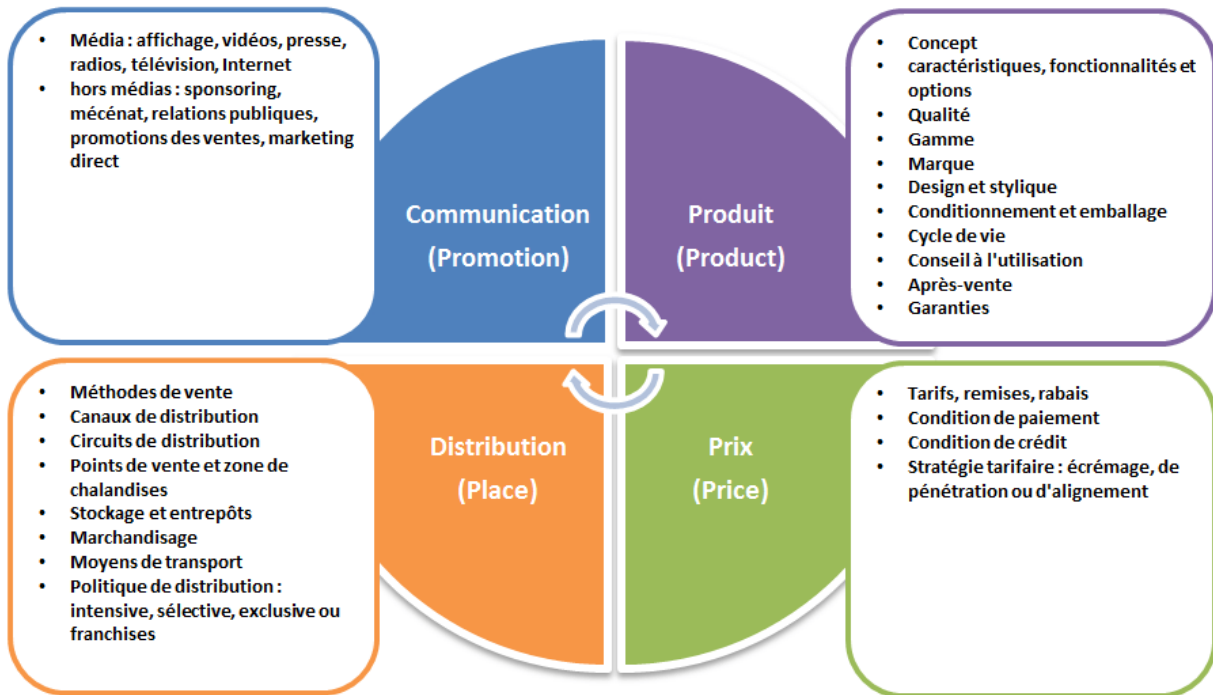 • Média : affichage, vidéos, presse,
radios, télévision, Internet
• hors médias : sponsoring,
mécénat, relations publiques,
promotions des ventes, marketing
direct
Communication
(Promotion)
Produit
(Product)
• Concept
• caractéristiques, fonctionnalités et
options
• Qualité
• Gamme
• Marque
• Design et stylique
• Conditionnement et emballage
• Cycle de vie
• Conseil à l'utilisation
• Après-vente
• Garanties
• Méthodes de vente
• Canaux de distribution
• Circuits de distribution
• Points de vente et zone de
chalandises
• Stockage et entrepôts
• Marchandisage
• Moyens de transport
• Politique de distribution :
intensive, sélective, exclusive ou
franchises
Distribution
(Place)
Prix
(Price)
• Tarifs, remises, rabais
• Condition de paiement
• Condition de crédit
• Stratégie tarifaire : écrémage, de
pénétration ou d'alignement